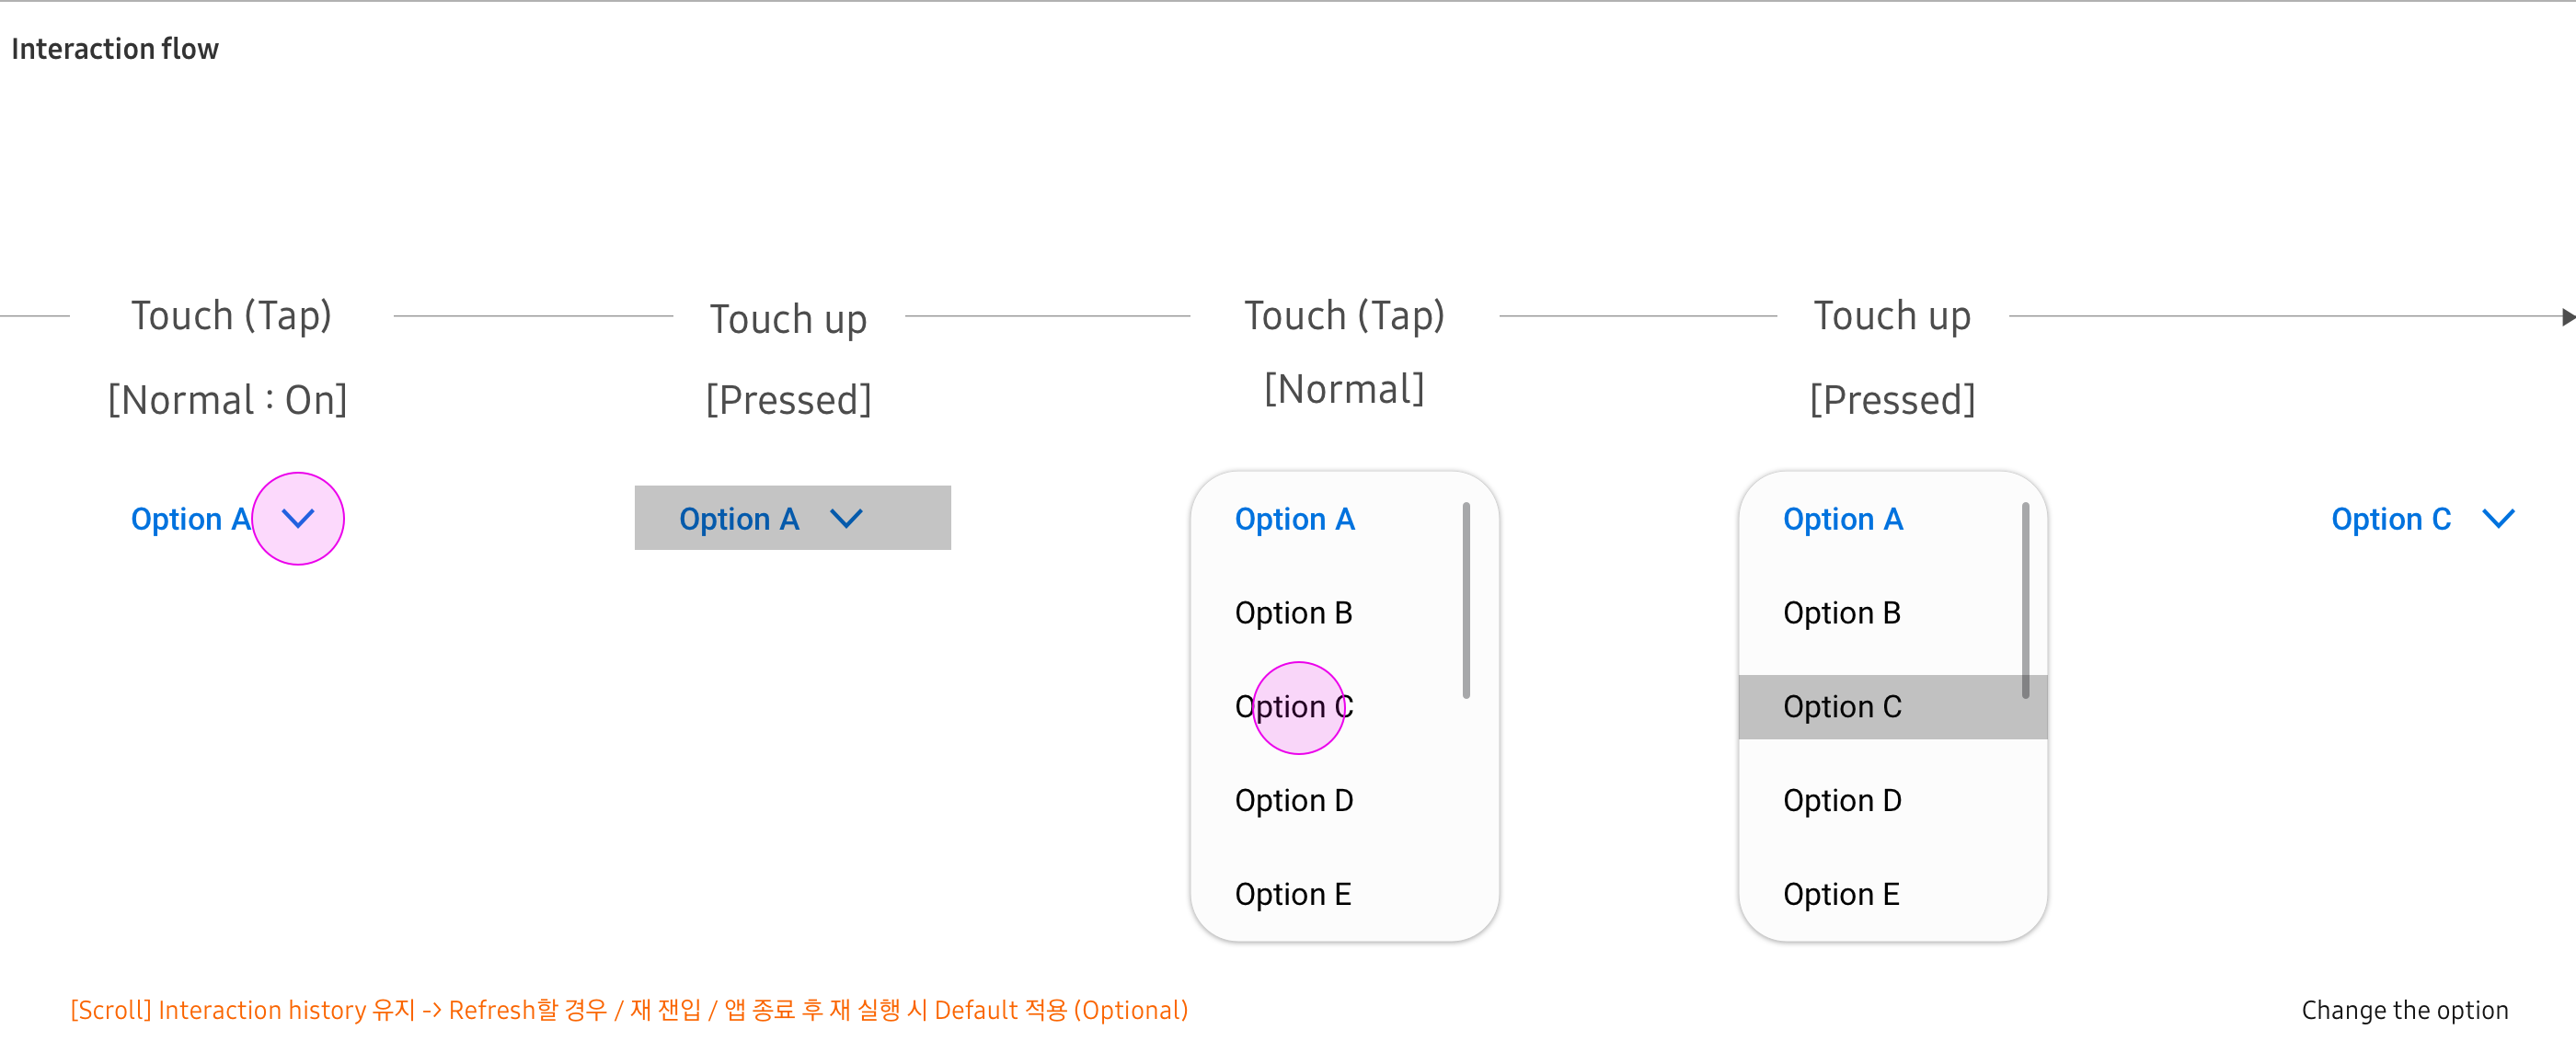 Interaction flow
Touch (Tap)
[Normal : On]
Option A
Touch up
[Pressed]
Option A
Touch (Tap)
[Normal]
Option A
Option B
Option C
Option D
Option E
Touch up
[Pressed]
Option A
Option B
Option C
Option D
Option E
Option C
[Scroll] Interaction history 유지 -> Refresh할 경우 / 재 잰입 / 앱 종료 후 재 실행 시 Default 적용 (Optional)
Change the option